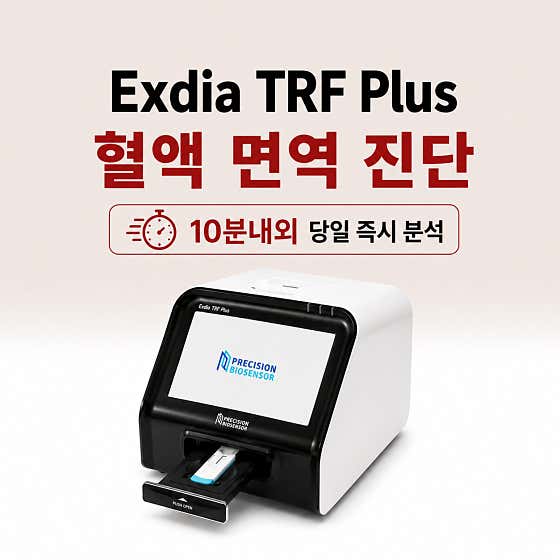 Exdia TRF Plus
혈액 면역 진단
10분내외 당일 즉시 분석
Exdia TRF Plus
PRECISION
BIOSENSOR
PRECISION
BIOSENSOR
PUSH OPEN